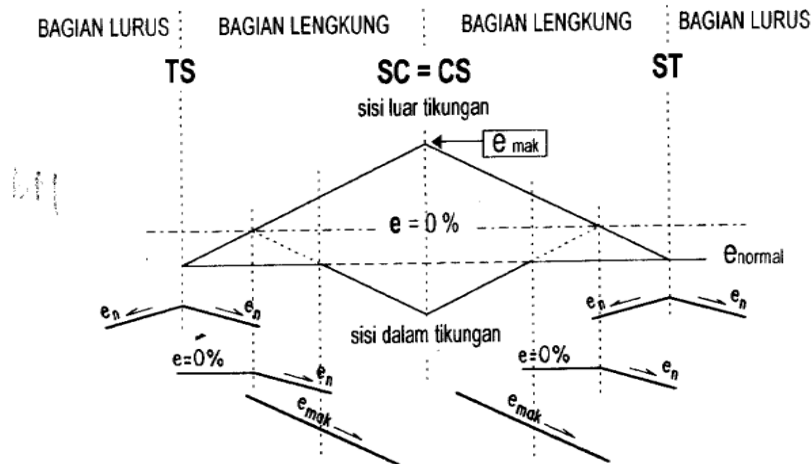 BAGIAN LURUS BAGIAN LENGKUNG BAGIAN LENGKUNG BAGIAN LURUS
TS SC = CS ST
sisi luar tikungan
e mak
e = 0 %
enormal
en en en en
sisi dalam tikungan
e=0% en e=0% en
emak emak